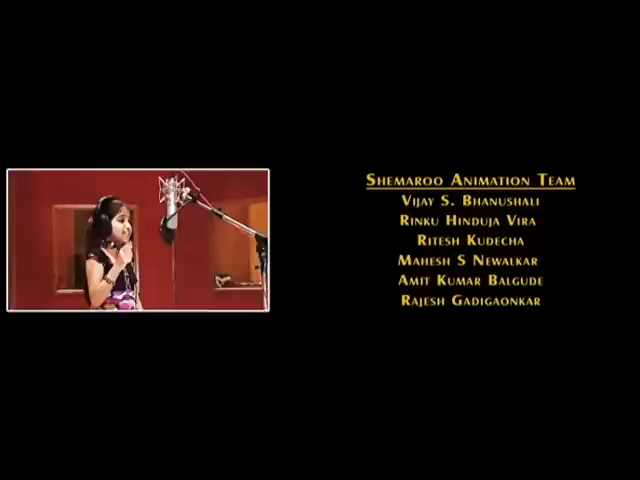 Shemaroo Animation Team
Vijay S. Bhanushali
Rinku Hinduja Vira
Ritesh Kudecha
Mahesh S Newalkar
Amit Kumar Balgude
Rajesh Gadigaonkar